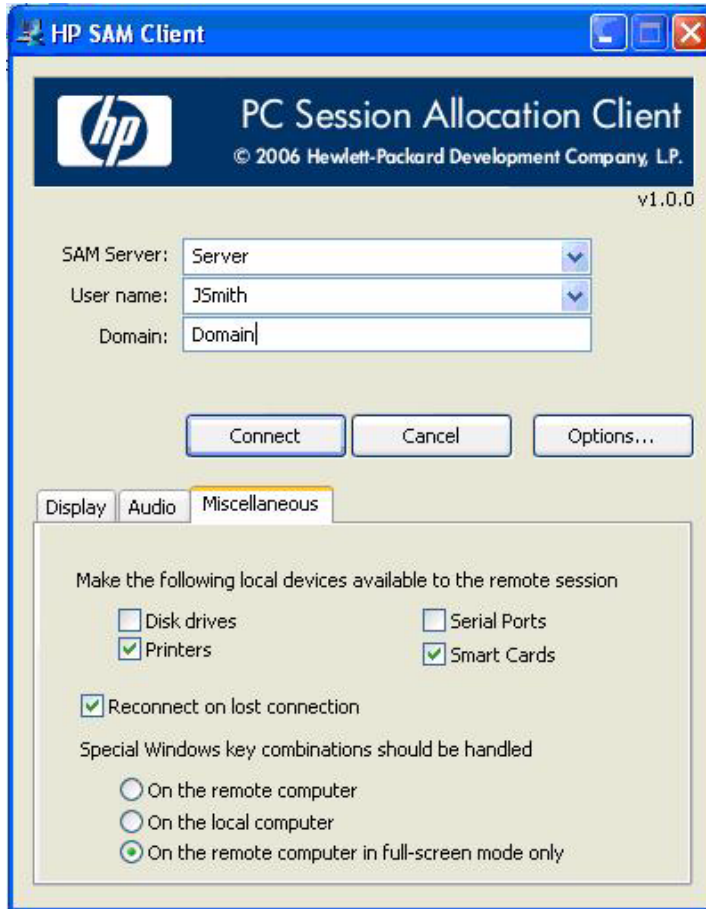 HP SAM Client
hp
PC Session Allocation Client
© 2006 Hewlett-Packard Development Company, L.P.
v1.0.0
SAM Server: Server
User name: JSmith
Domain: Domain
Connect Cancel Options...
Display Audio Miscellaneous
Make the following local devices available to the remote session
Disk drives Serial Ports
Printers Smart Cards
Reconnect on lost connection
Special Windows key combinations should be handled
On the remote computer
On the local computer
On the remote computer in full-screen mode only